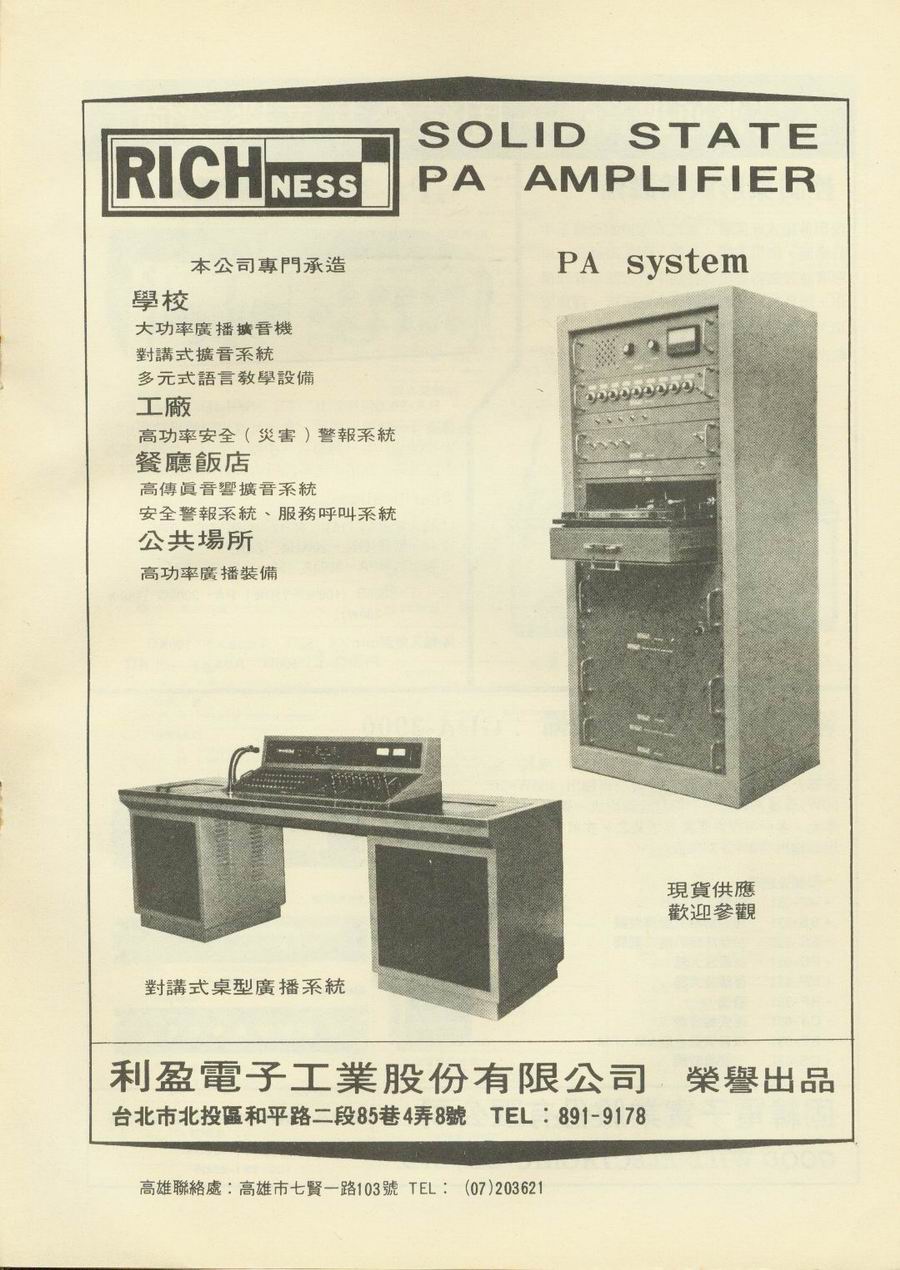 RICHNESS
SOLID STATE
PA AMPLIFIER
本公司專門承造
學校
大功率廣播擴音機
對講式擴音系統
多元式語言教學設備
工廠
高功率安全(災害)警報系統
餐廳飯店
高傳眞音響擴音系統
安全警報系統、服務呼叫系統
公共場所
高功率廣播裝備
PA system
現貨供應
歡迎參觀
對講式桌型廣播系統
利盈電子工業股份有限公司 榮譽出品
台北市北投區和平路二段85巷4弄8號 TEL:891-9178
高雄聯絡處:高雄市七賢一路103號 TEL: (07)203621